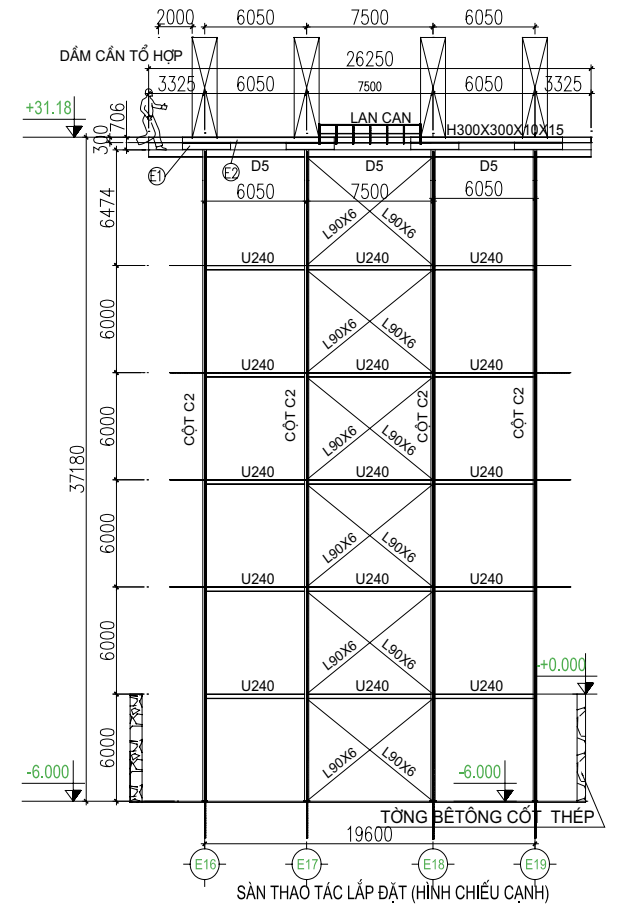 2000 6050 7500 6050
DẦM CẦN TỔ HỢP
26250
3325 6050 7500 6050 3325
+31.18
706
LAN CAN
H300X300X10X15
300
E1 E2 D5 D5 D5
6050 7500 6050
6474
L90X6 L90X6
U240 U240 U240
6000
L90X6 L90X6
U240 U240 U240
CỘT C2 CỘT C2 CỘT C2 CỘT C2
6000
L90X6 L90X6
37180
U240 U240 U240
6000
L90X6 L90X6
U240 U240 U240
6000
L90X6 L90X6
+0.000
U240 U240 U240
6000
L90X6 L90X6
-6.000 -6.000
TỜNG BÊTÔNG CỐT THÉP
19600
E16 E17 E18 E19
SÀN THAO TÁC LẮP ĐẶT (HÌNH CHIẾU CẠNH)